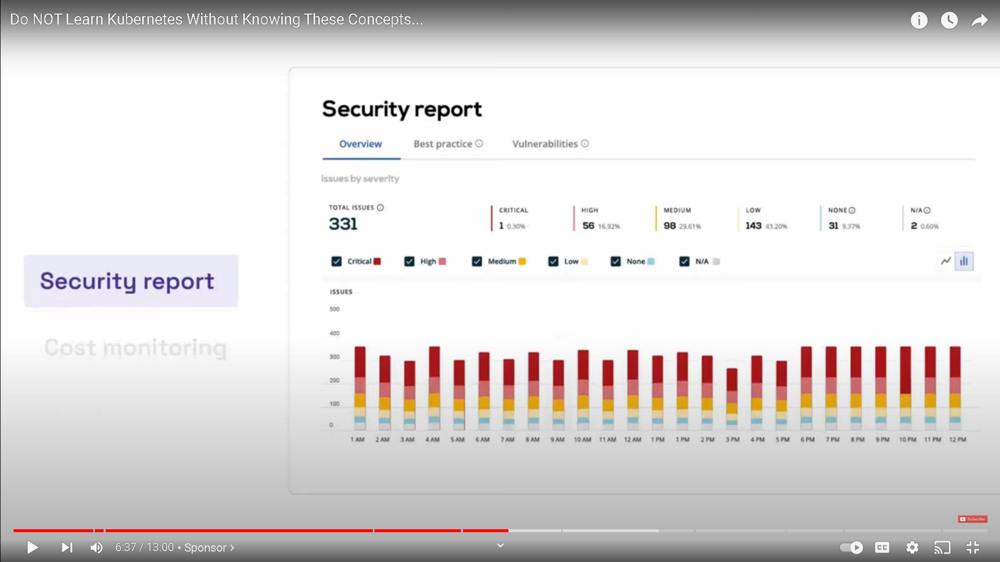 Do NOT Learn Kubernetes Without Knowing These Concepts...
Security report
Overview Best practice Vulnerabilities
Issues by severity
TOTAL ISSUES
331
CRITICAL
1 0.30%
HIGH
56 16.92%
MEDIUM
98 29.61%
LOW
143 43.20%
NONE
31 9.37%
N/A
2 0.60%
Critical High Medium Low None N/A
Security report
Cost monitoring
ISSUES
500
400
300
200
100
0
1 AM 2 AM 3 AM 4 AM 5 AM 6 AM 7 AM 8 AM 9 AM 10 AM 11 AM 12 AM 1 PM 1 PM 2 PM 3 PM 4 PM 5 PM 6 PM 7 PM 8 PM 9 PM 10 PM 11 PM 12 PM
Subscribe
6:37 / 13:00 • Sponsor >
CC